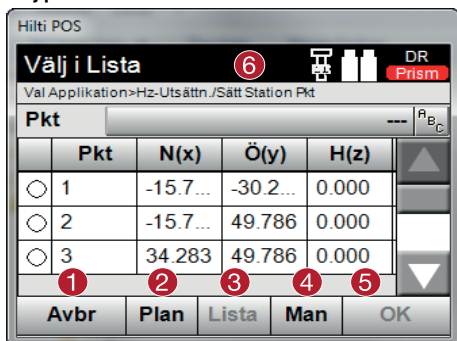 Hilti POS
Välj i Lista 6 DR
Prism
Val Applikation>Hz-Utsättn./Sätt Station Pkt
Pkt --- ABC
Pkt N(x) Ö(y) H(z)
1 -15.7... -30.2... 0.000
2 -15.7... 49.786 0.000
3 34.283 49.786 0.000
1 2 3 4 5
Avbr Plan Lista Man OK